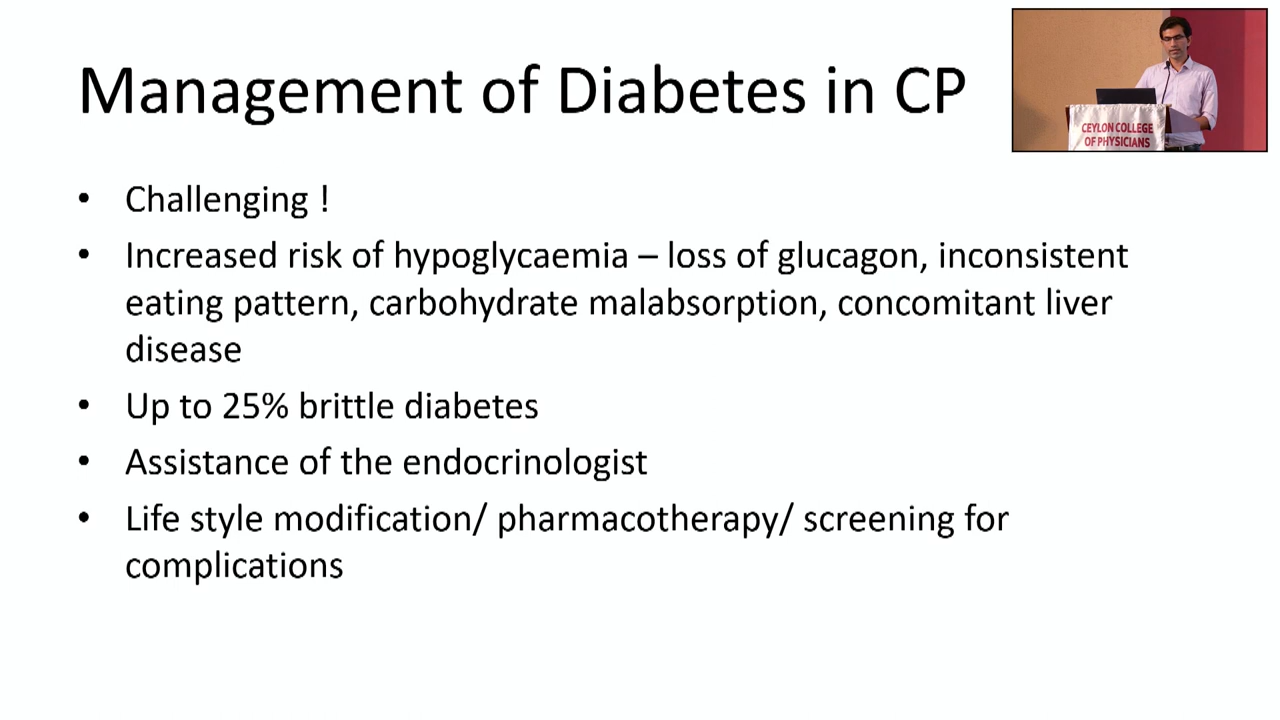 Management of Diabetes in CP
CEYLON COLLEGE
OF PHYSICIANS
• Challenging !
• Increased risk of hypoglycaemia – loss of glucagon, inconsistent
eating pattern, carbohydrate malabsorption, concomitant liver
disease
• Up to 25% brittle diabetes
• Assistance of the endocrinologist
• Life style modification/ pharmacotherapy/ screening for
complications